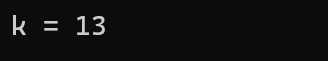 k = 13